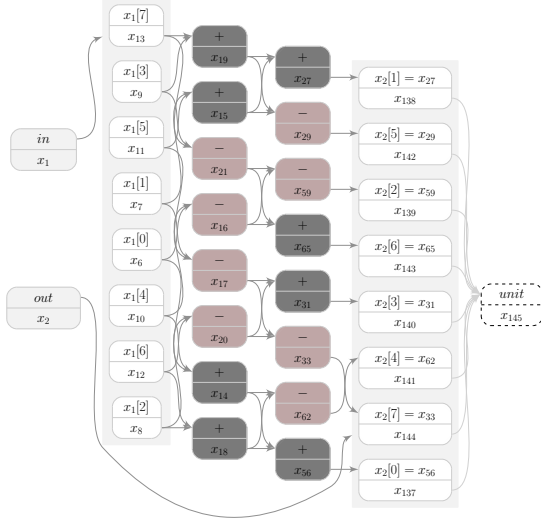 in
x₁
out
x₂
x₁[7]
x₁₃
x₁[3]
x₉
x₁[5]
x₁₁
x₁[1]
x₇
x₁[0]
x₆
x₁[4]
x₁₀
x₁[6]
x₁₂
x₁[2]
x₈
+
x₁₉
+
x₁₅
−
x₂₁
−
x₁₆
−
x₁₇
−
x₂₀
+
x₁₄
+
x₁₈
+
x₂₇
−
x₂₉
−
x₅₉
+
x₆₅
+
x₃₁
−
x₃₃
−
x₆₂
+
x₅₆
x₂[1] = x₂₇
x₁₃₈
x₂[5] = x₂₉
x₁₄₂
x₂[2] = x₅₉
x₁₃₉
x₂[6] = x₆₅
x₁₄₃
x₂[3] = x₃₁
x₁₄₀
x₂[4] = x₆₂
x₁₄₁
x₂[7] = x₃₃
x₁₄₄
x₂[0] = x₅₆
x₁₃₇
unit
x₁₄₅